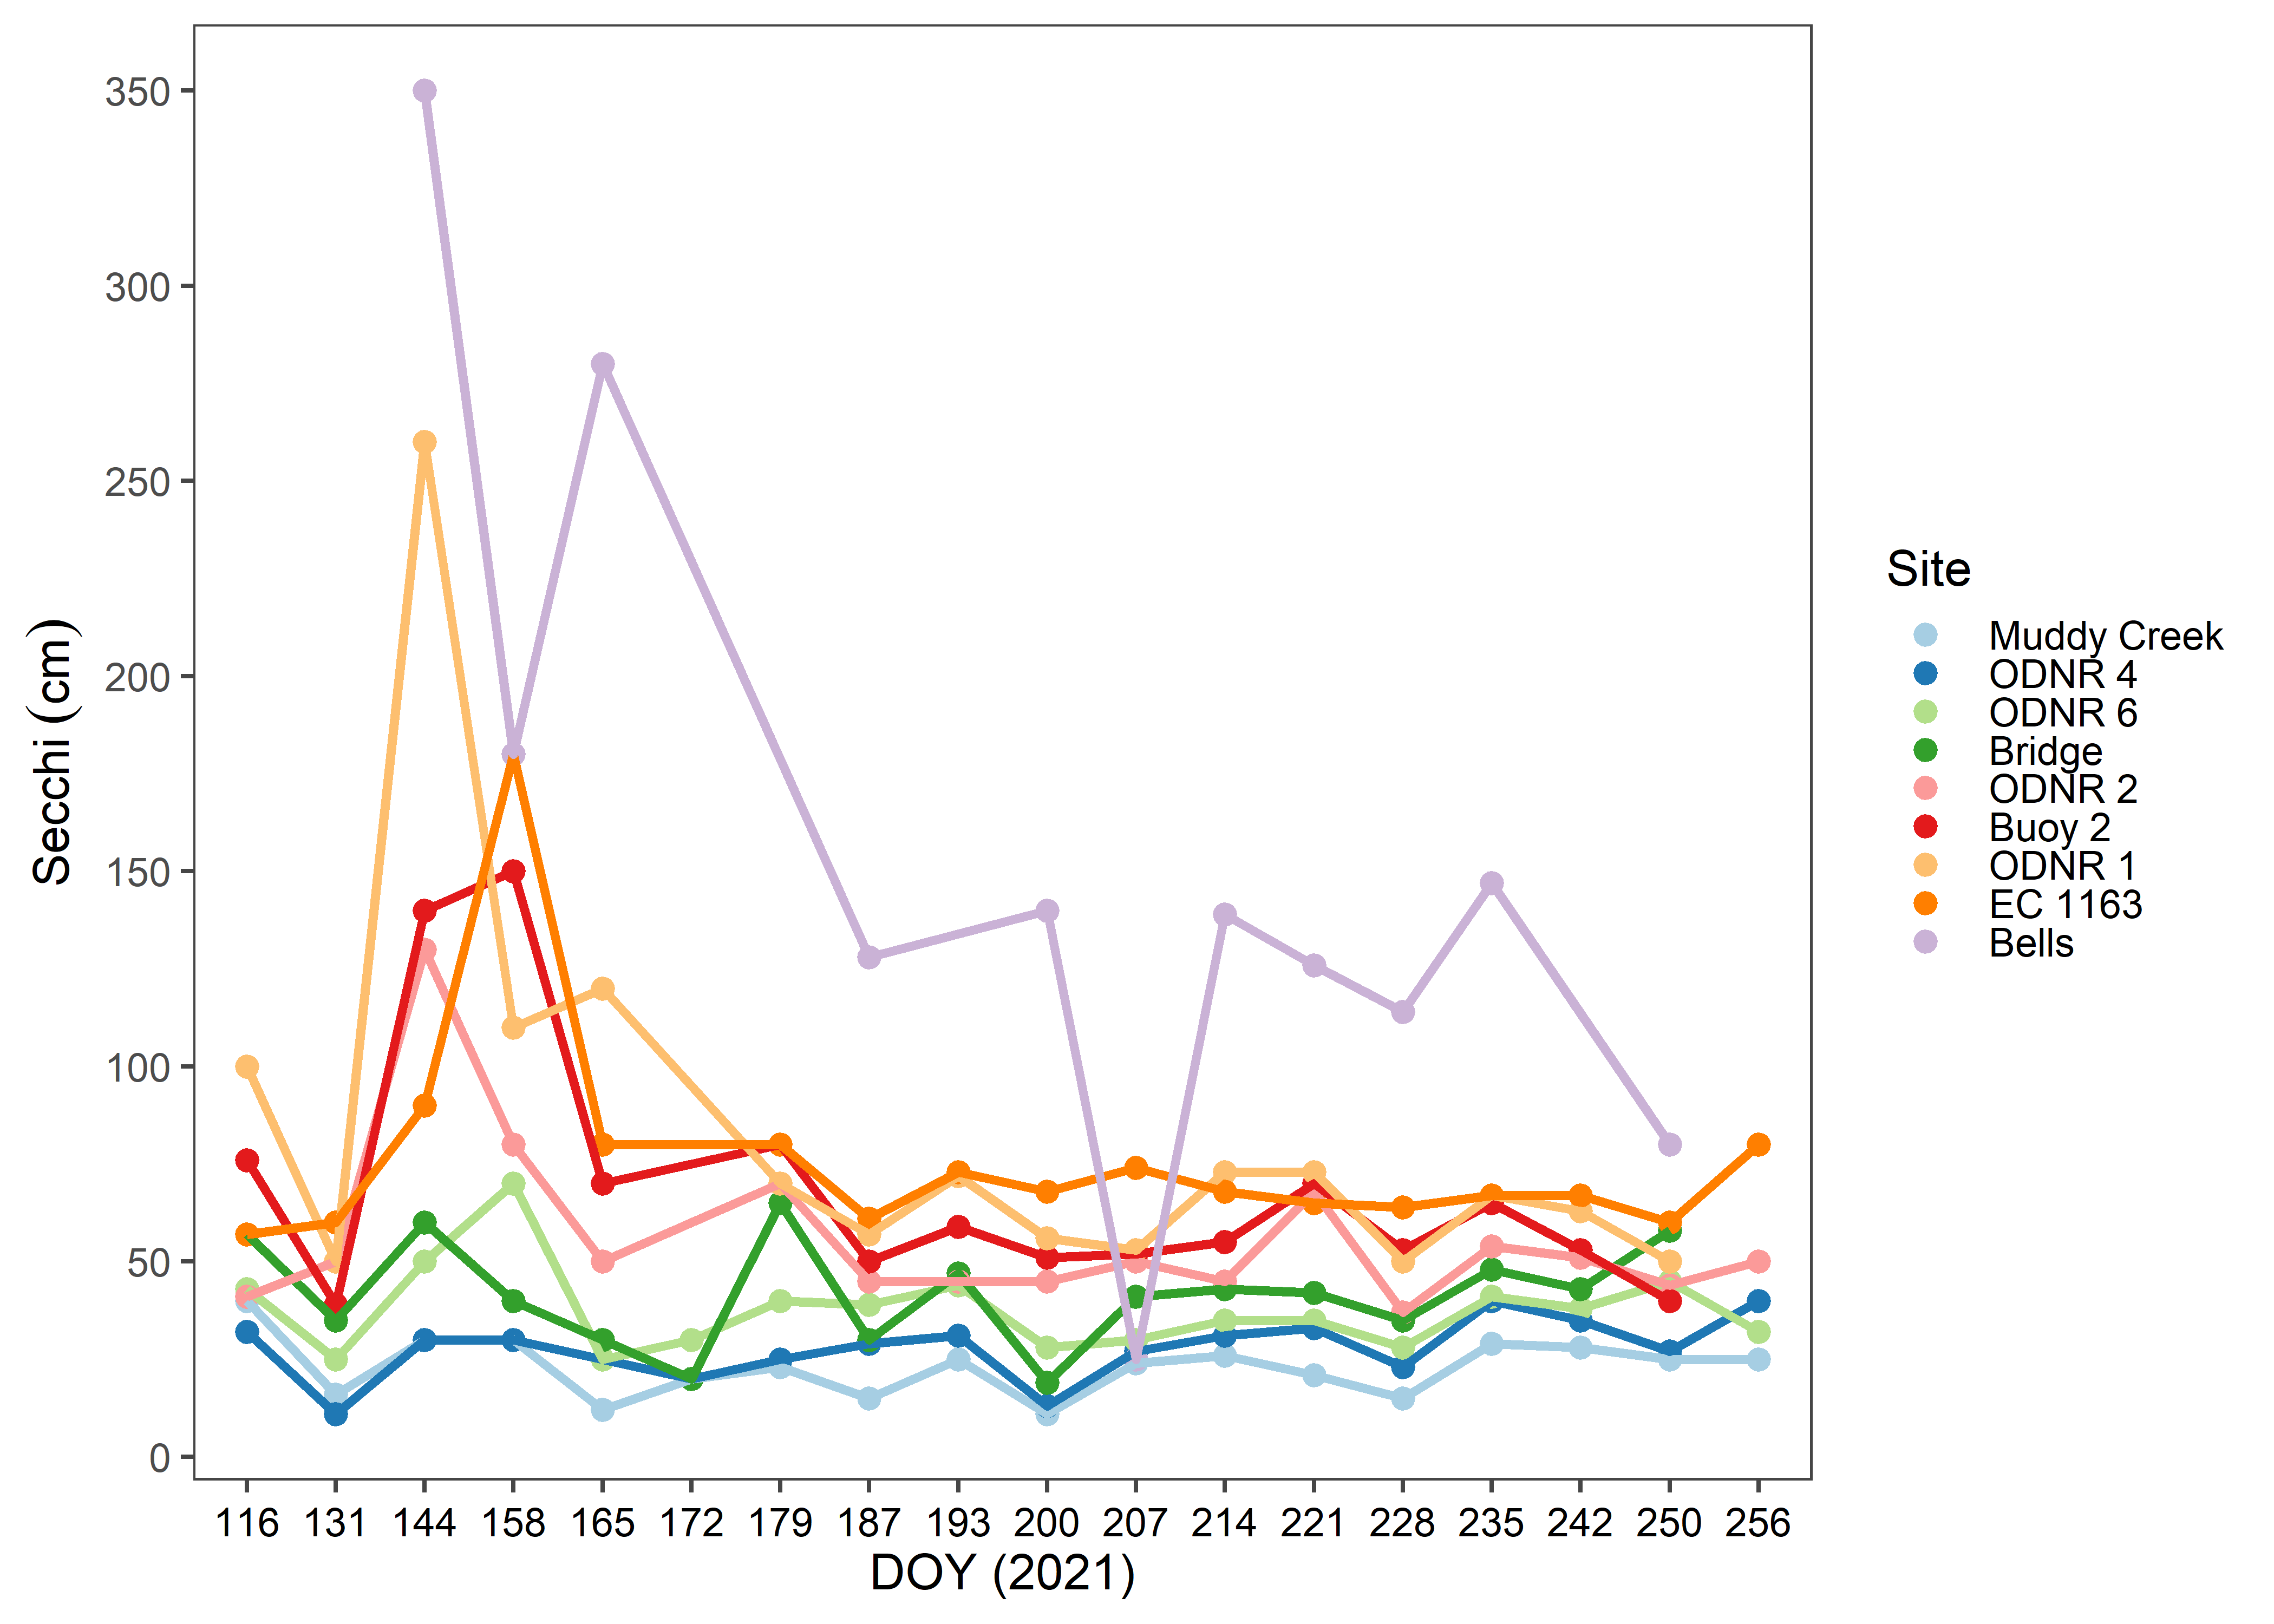 350
300
250
200
150
100
50
0
Secchi (cm)
116 131 144 158 165 172 179 187 193 200 207 214 221 228 235 242 250 256
DOY (2021)
Site
Muddy Creek
ODNR 4
ODNR 6
Bridge
ODNR 2
Buoy 2
ODNR 1
EC 1163
Bells